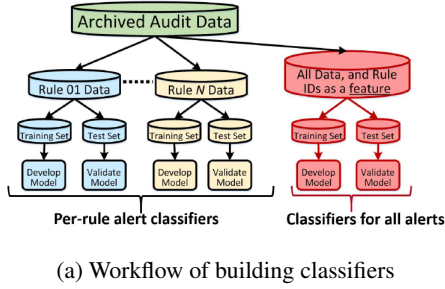 Archived Audit Data
Rule 01 Data
Rule N Data
All Data, and Rule
IDs as a feature
Training Set
Test Set
Training Set
Test Set
Training Set
Test Set
Develop
Model
Validate
Model
Develop
Model
Validate
Model
Develop
Model
Validate
Model
Per-rule alert classifiers
Classifiers for all alerts
(a) Workflow of building classifiers